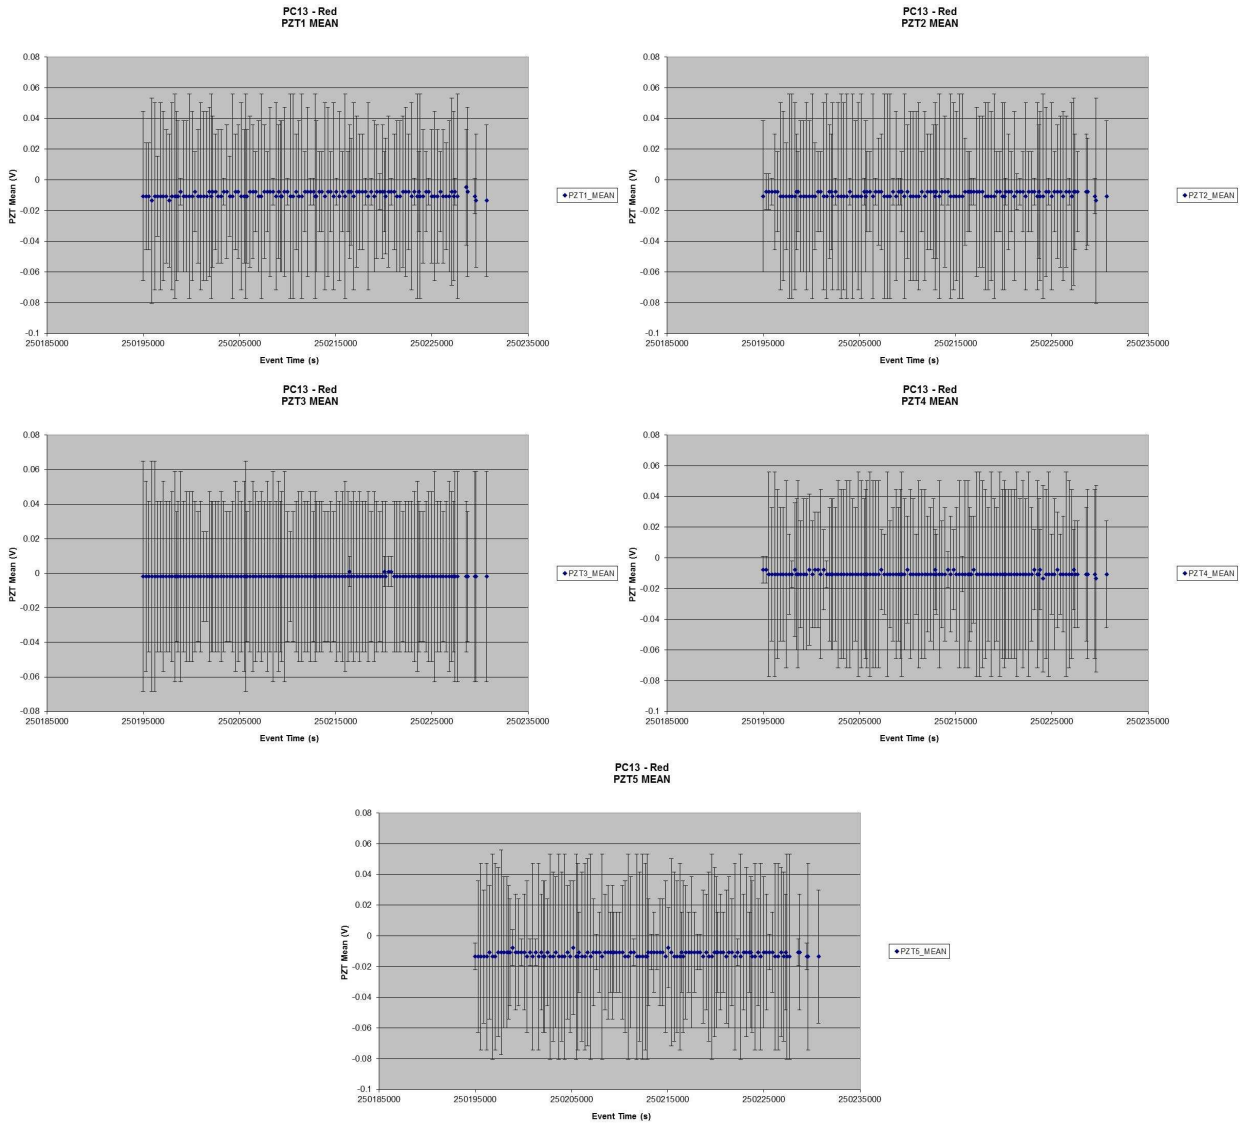 PC13 - Red
PZT1 MEAN
0.08
0.06
0.04
0.02
0
-0.02
-0.04
-0.06
-0.08
-0.1
PZT Mean (V)
250185000 250195000 250205000 250215000 250225000 250235000
Event Time (s)
PZT1_MEAN
PC13 - Red
PZT2 MEAN
0.08
0.06
0.04
0.02
0
-0.02
-0.04
-0.06
-0.08
-0.1
PZT Mean (V)
250185000 250195000 250205000 250215000 250225000 250235000
Event Time (s)
PZT2_MEAN
PC13 - Red
PZT3 MEAN
0.08
0.06
0.04
0.02
0
-0.02
-0.04
-0.06
-0.08
PZT Mean (V)
250185000 250195000 250205000 250215000 250225000 250235000
Event Time (s)
PZT3_MEAN
PC13 - Red
PZT4 MEAN
0.08
0.06
0.04
0.02
0
-0.02
-0.04
-0.06
-0.08
-0.1
PZT Mean (V)
250185000 250195000 250205000 250215000 250225000 250235000
Event Time (s)
PZT4_MEAN
PC13 - Red
PZT5 MEAN
0.08
0.06
0.04
0.02
0
-0.02
-0.04
-0.06
-0.08
-0.1
PZT Mean (V)
250185000 250195000 250205000 250215000 250225000 250235000
Event Time (s)
PZT5_MEAN